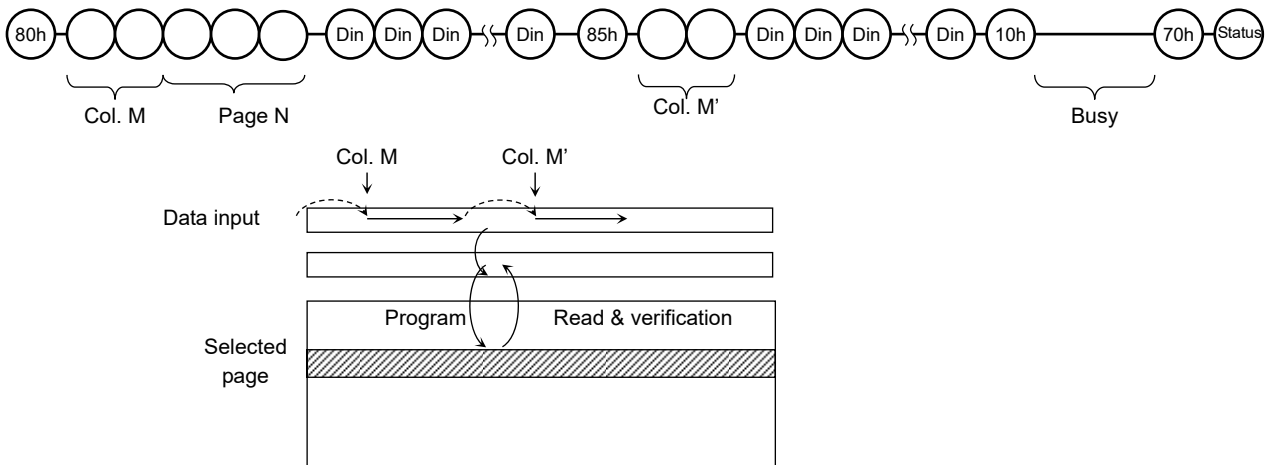 80h Din Din Din Din 85h Din Din Din Din 10h 70h Status
Col. M Page N Col. M’ Busy
Col. M Col. M’
Data input
Program Read & verification
Selected
page